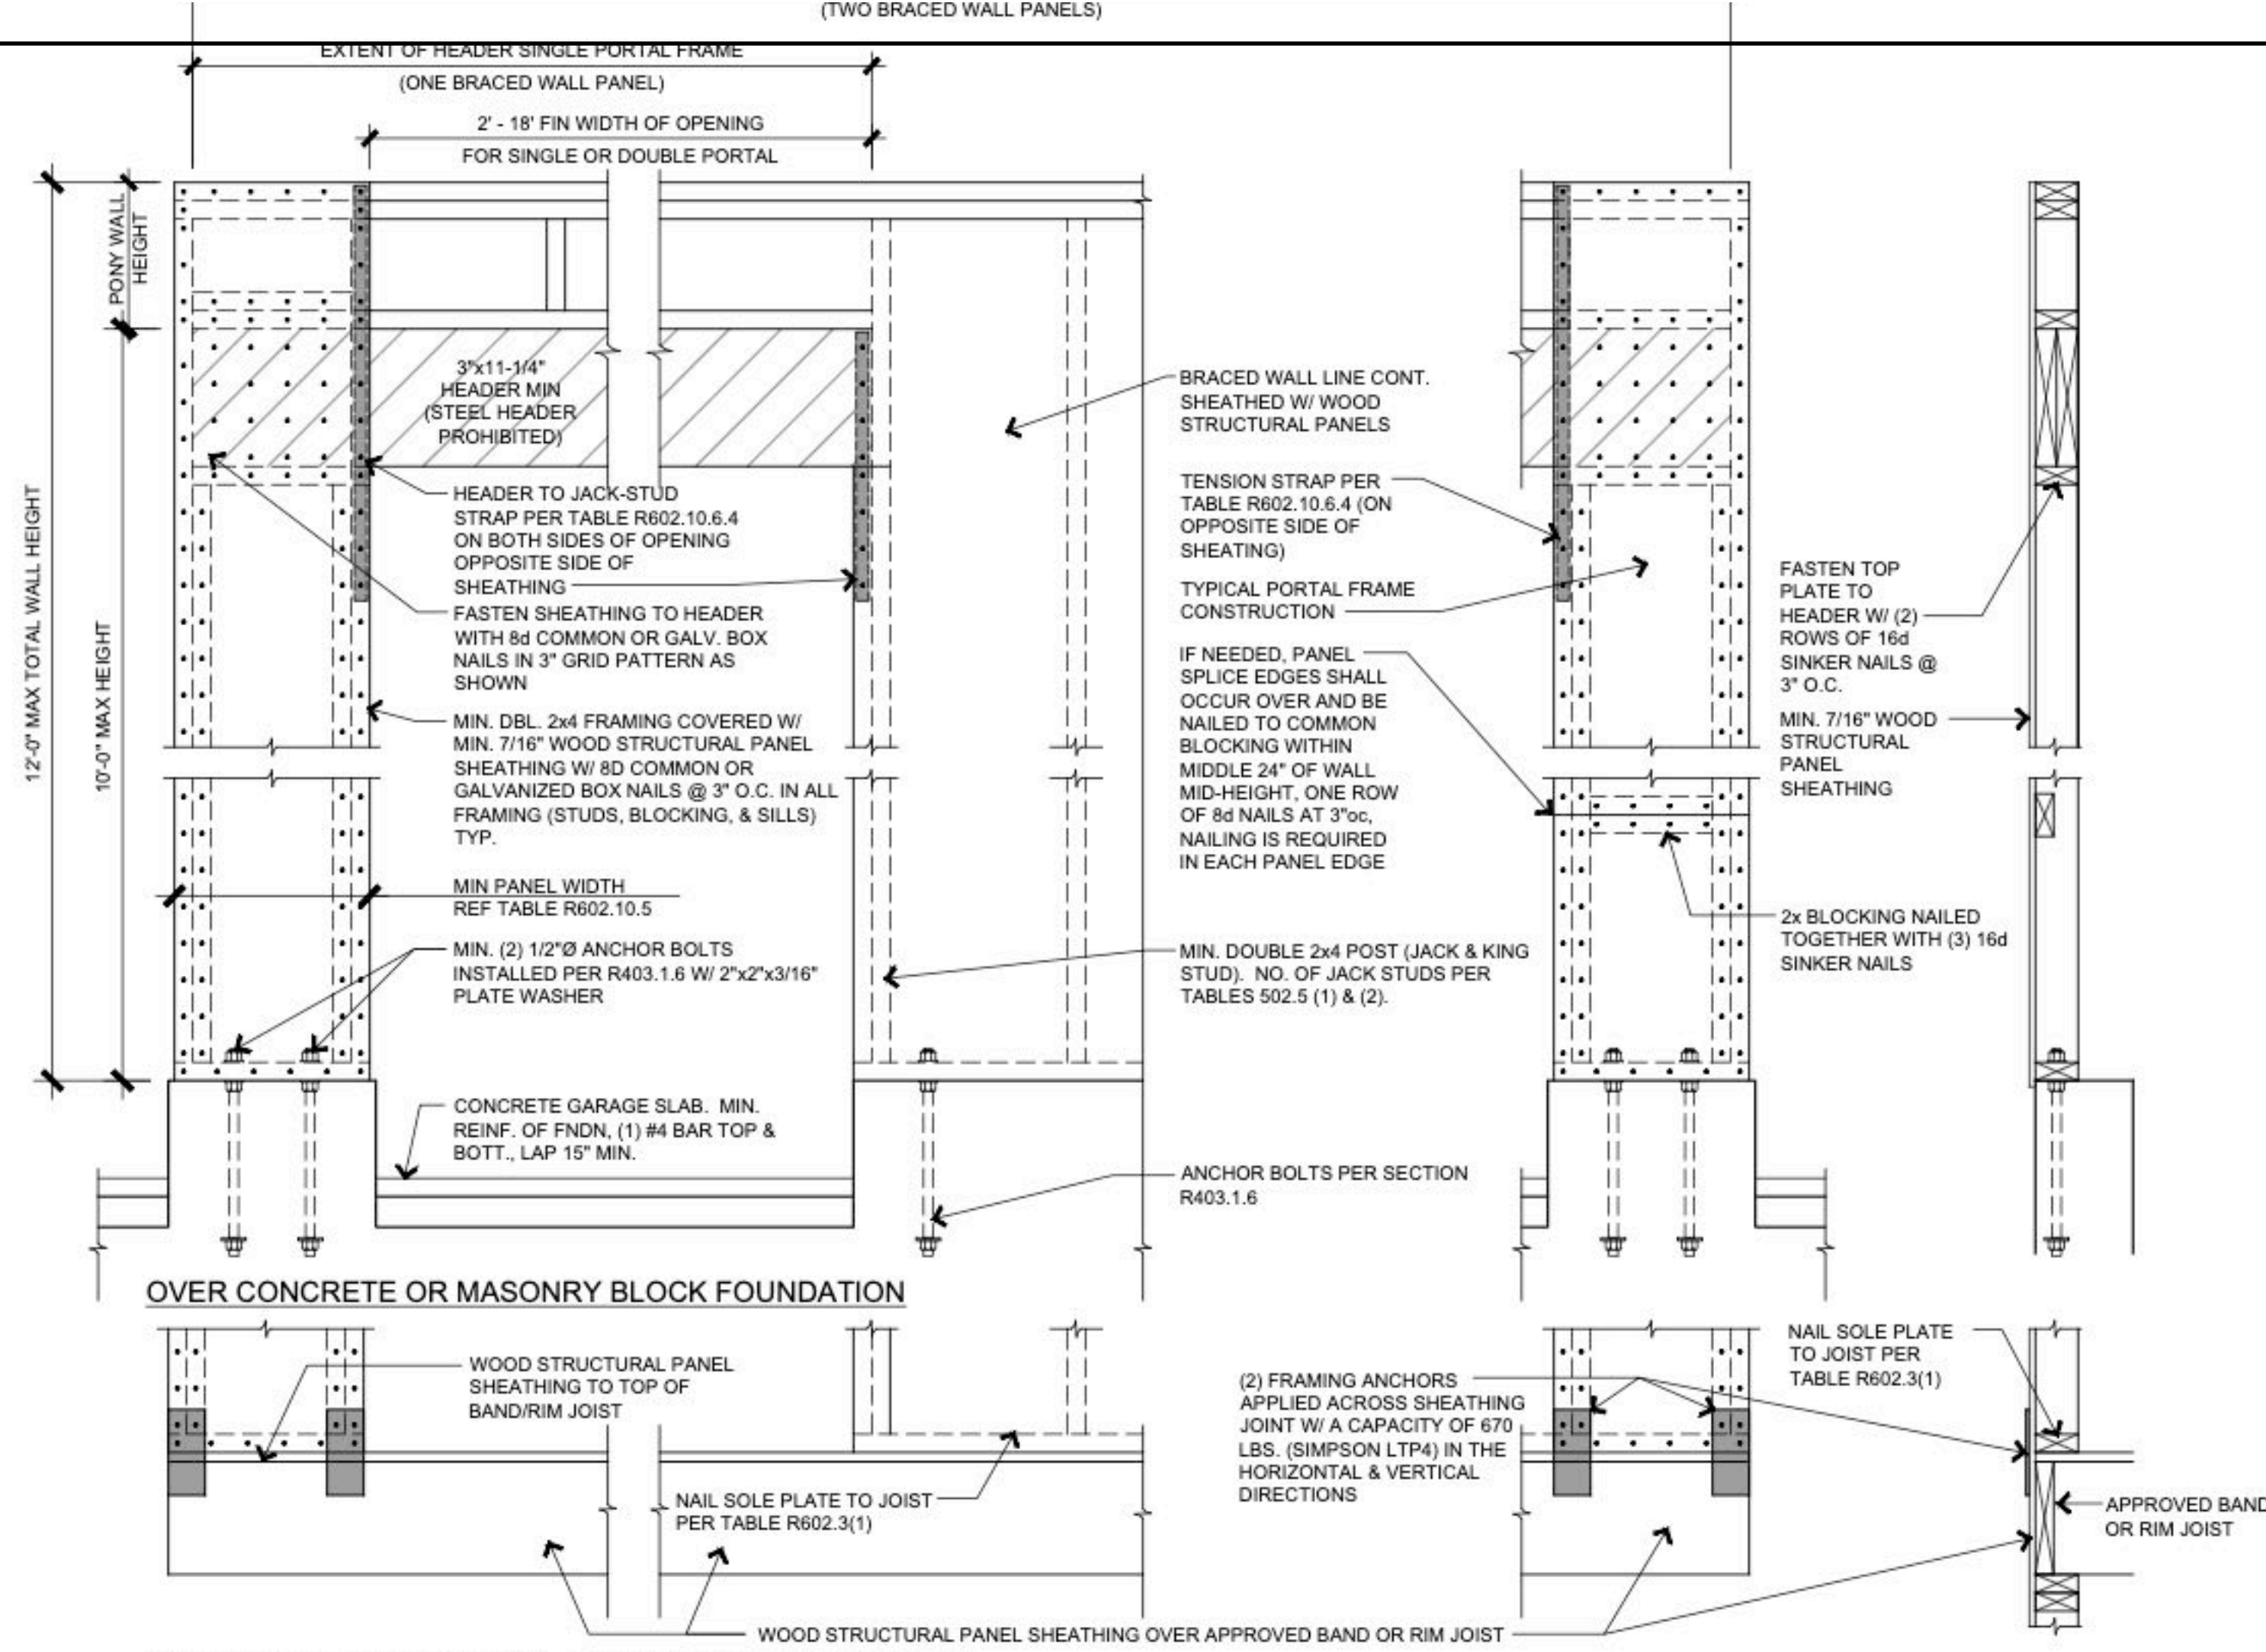 (TWO BRACED WALL PANELS)
EXTENT OF HEADER SINGLE PORTAL FRAME
(ONE BRACED WALL PANEL)
2' - 18' FIN WIDTH OF OPENING
FOR SINGLE OR DOUBLE PORTAL
PONY WALL
HEIGHT
12'-0" MAX TOTAL WALL HEIGHT
10'-0" MAX HEIGHT
3"x11-1/4"
HEADER MIN
(STEEL HEADER
PROHIBITED)
HEADER TO JACK-STUD
STRAP PER TABLE R602.10.6.4
ON BOTH SIDES OF OPENING
OPPOSITE SIDE OF
SHEATHING
FASTEN SHEATHING TO HEADER
WITH 8d COMMON OR GALV. BOX
NAILS IN 3" GRID PATTERN AS
SHOWN
MIN. DBL. 2x4 FRAMING COVERED W/
MIN. 7/16" WOOD STRUCTURAL PANEL
SHEATHING W/ 8D COMMON OR
GALVANIZED BOX NAILS @ 3" O.C. IN ALL
FRAMING (STUDS, BLOCKING, & SILLS)
TYP.
MIN PANEL WIDTH
REF TABLE R602.10.5
MIN. (2) 1/2"Ø ANCHOR BOLTS
INSTALLED PER R403.1.6 W/ 2"x2"x3/16"
PLATE WASHER
CONCRETE GARAGE SLAB. MIN.
REINF. OF FNDN, (1) #4 BAR TOP &
BOTT., LAP 15" MIN.
BRACED WALL LINE CONT.
SHEATHED W/ WOOD
STRUCTURAL PANELS
TENSION STRAP PER
TABLE R602.10.6.4 (ON
OPPOSITE SIDE OF
SHEATING)
TYPICAL PORTAL FRAME
CONSTRUCTION
IF NEEDED, PANEL
SPLICE EDGES SHALL
OCCUR OVER AND BE
NAILED TO COMMON
BLOCKING WITHIN
MIDDLE 24" OF WALL
MID-HEIGHT, ONE ROW
OF 8d NAILS AT 3"oc,
NAILING IS REQUIRED
IN EACH PANEL EDGE
MIN. DOUBLE 2x4 POST (JACK & KING
STUD). NO. OF JACK STUDS PER
TABLES 502.5 (1) & (2).
ANCHOR BOLTS PER SECTION
R403.1.6
FASTEN TOP
PLATE TO
HEADER W/ (2)
ROWS OF 16d
SINKER NAILS @
3" O.C.
MIN. 7/16" WOOD
STRUCTURAL
PANEL
SHEATHING
2x BLOCKING NAILED
TOGETHER WITH (3) 16d
SINKER NAILS
OVER CONCRETE OR MASONRY BLOCK FOUNDATION
WOOD STRUCTURAL PANEL
SHEATHING TO TOP OF
BAND/RIM JOIST
NAIL SOLE PLATE TO JOIST
PER TABLE R602.3(1)
(2) FRAMING ANCHORS
APPLIED ACROSS SHEATHING
JOINT W/ A CAPACITY OF 670
LBS. (SIMPSON LTP4) IN THE
HORIZONTAL & VERTICAL
DIRECTIONS
NAIL SOLE PLATE
TO JOIST PER
TABLE R602.3(1)
APPROVED BAND
OR RIM JOIST
WOOD STRUCTURAL PANEL SHEATHING OVER APPROVED BAND OR RIM JOIST